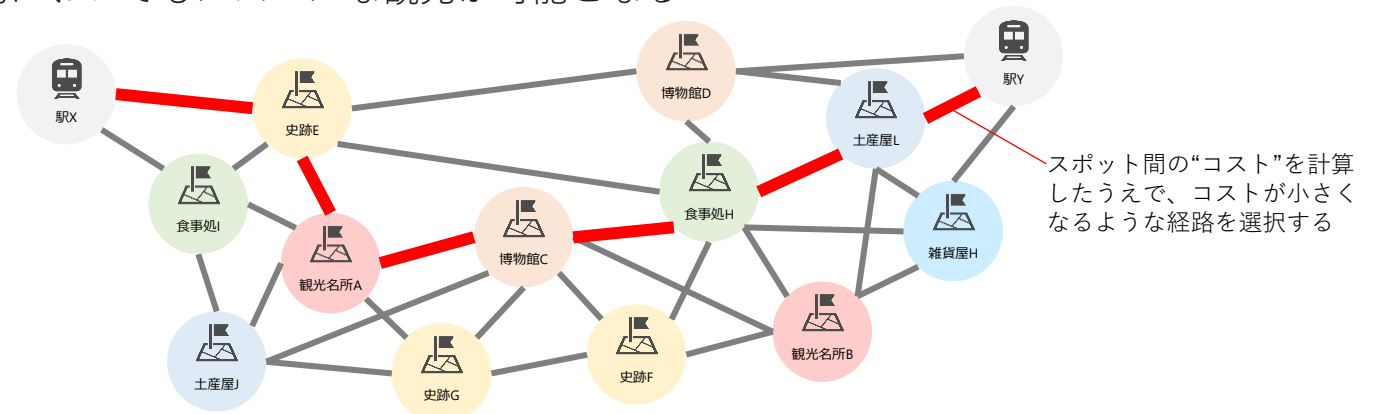 駅X
史跡E
博物館D
駅Y
土産屋L
食事処I
食事処H
スポット間の“コスト”を計算
したうえで、コストが小さく
なるような経路を選択する
雑貨屋H
博物館C
観光名所A
観光名所B
土産屋J
史跡G
史跡F